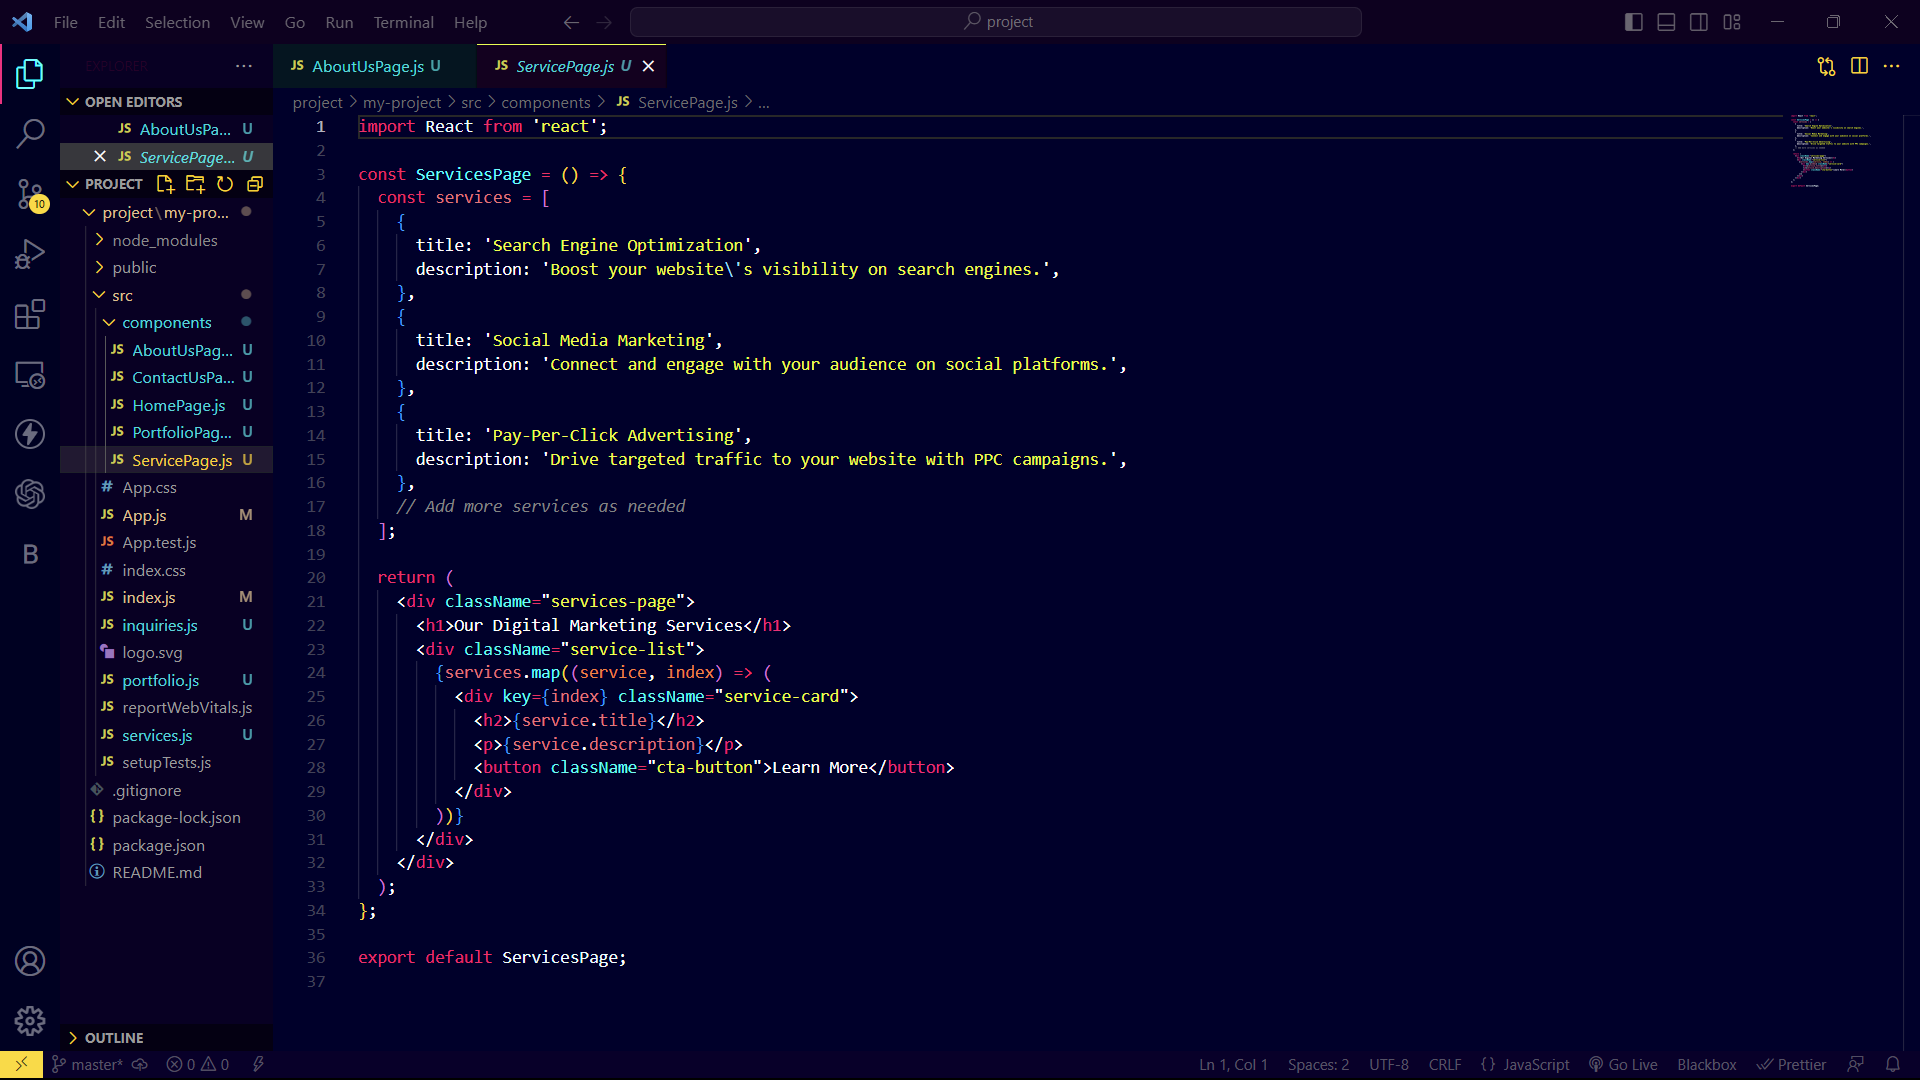 File Edit Selection View Go Run Terminal Help
project
EXPLORER
OPEN EDITORS
JS AboutUsPa... U
JS ServicePage... U
PROJECT
project\my-pro...
node_modules
public
src
components
JS AboutUsPag... U
JS ContactUsPa... U
JS HomePage.js U
JS PortfolioPag... U
JS ServicePage.js U
# App.css
JS App.js M
JS App.test.js
# index.css
JS index.js M
JS inquiries.js U
logo.svg
JS portfolio.js U
JS reportWebVitals.js
JS services.js U
JS setupTests.js
.gitignore
{} package-lock.json
{} package.json
README.md
OUTLINE
10
B
JS AboutUsPage.js U
JS ServicePage.js U
project > my-project > src > components > JS ServicePage.js > ...
1 import React from 'react';
2
3 const ServicesPage = () => {
4 const services = [
5 {
6 title: 'Search Engine Optimization',
7 description: 'Boost your website\'s visibility on search engines.',
8 },
9 {
10 title: 'Social Media Marketing',
11 description: 'Connect and engage with your audience on social platforms.',
12 },
13 {
14 title: 'Pay-Per-Click Advertising',
15 description: 'Drive targeted traffic to your website with PPC campaigns.',
16 },
17 // Add more services as needed
18 ];
19
20 return (
21 <div className="services-page">
22 <h1>Our Digital Marketing Services</h1>
23 <div className="service-list">
24 {services.map((service, index) => (
25 <div key={index} className="service-card">
26 <h2>{service.title}</h2>
27 <p>{service.description}</p>
28 <button className="cta-button">Learn More</button>
29 </div>
30 ))}
31 </div>
32 </div>
33 );
34 };
35
36 export default ServicesPage;
37
master* 0 0
Ln 1, Col 1 Spaces: 2 UTF-8 CRLF {} JavaScript Go Live Blackbox Prettier